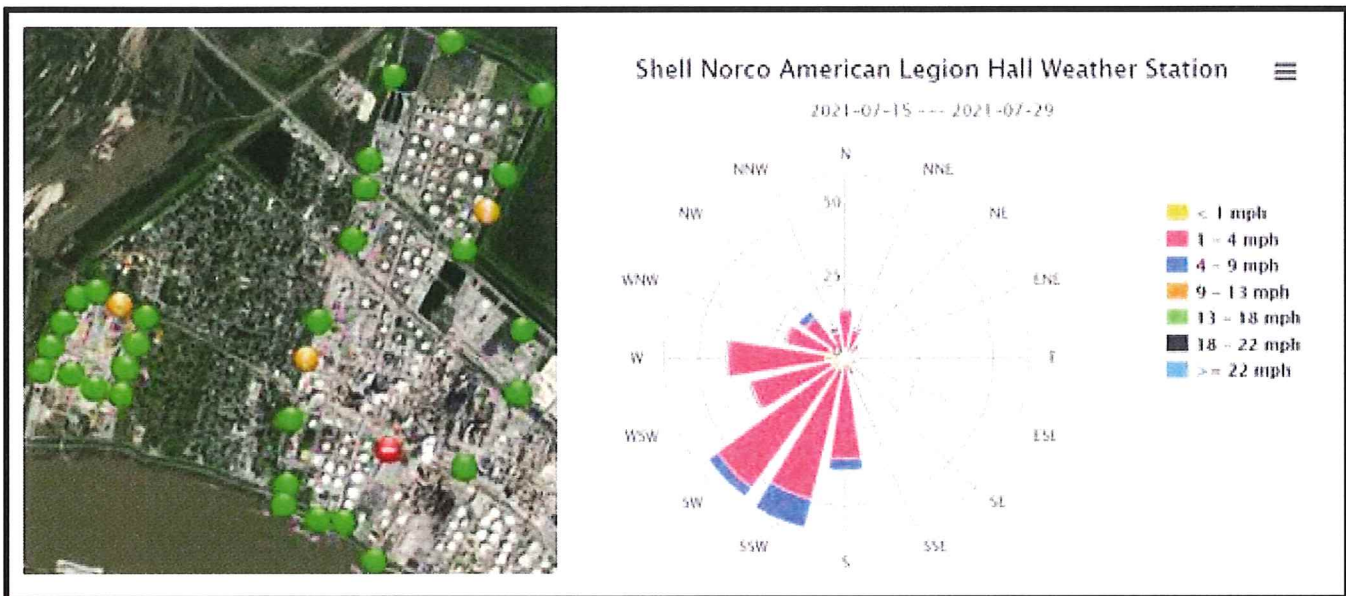 Shell Norco American Legion Hall Weather Station
2021-07-15 --- 2021-07-29
N
NNW
NNE
NW
NE
50
WNW
25
ENE
W
E
WSW
ESE
SW
SE
SSW
SSE
S
< 1 mph
1 - 4 mph
4 - 9 mph
9 - 13 mph
13 - 18 mph
18 - 22 mph
>= 22 mph